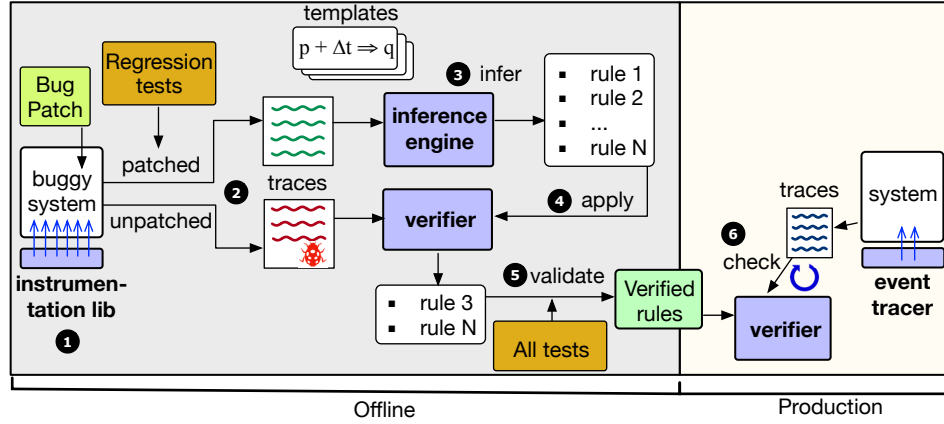 templates
p + Δt ⇒ q
Regression
tests
Bug
Patch
3 infer
rule 1
rule 2
...
rule N
inference
engine
patched
buggy
system
2
traces
unpatched
verifier
4 apply
instrumen-
tation lib
1
rule 3
rule N
5 validate
All tests
Verified
rules
traces
system
6
check
verifier
event
tracer
Offline
Production